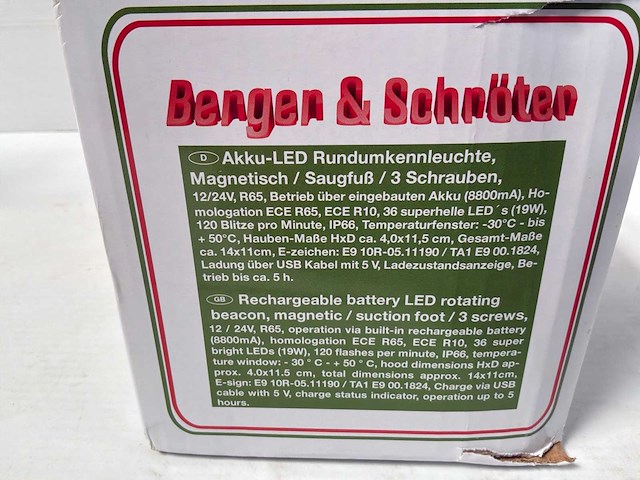 Berger & Schröter
D Akku-LED Rundumkennleuchte,
Magnetisch / Saugfuß / 3 Schrauben,
12/24V, R65, Betrieb über eingebauten Akku (8800mA), Ho-
mologation ECE R65, ECE R10, 36 superhelle LED´s (19W),
120 Blitze pro Minute, IP66, Temperaturfenster: -30°C - bis
+ 50°C, Hauben-Maße HxD ca. 4,0x11,5 cm, Gesamt-Maße
ca. 14x11cm, E-zeichen: E9 10R-05.11190 / TA1 E9 00.1824,
Ladung über USB Kabel mit 5 V, Ladezustandsanzeige, Be-
trieb bis ca. 5 h.
GB Rechargeable battery LED rotating
beacon, magnetic / suction foot / 3 screws,
12 / 24V, R65, operation via built-in rechargeable battery
(8800mA), homologation ECE R65, ECE R10, 36 super
bright LEDs (19W), 120 flashes per minute, IP66, tempera-
ture window: - 30 ° C - + 50 ° C, hood dimensions HxD ap-
prox. 4.0x11.5 cm, total dimensions approx. 14x11cm,
E-sign: E9 10R-05.11190 / TA1 E9 00.1824, Charge via USB
cable with 5 V, charge status indicator, operation up to 5
hours.